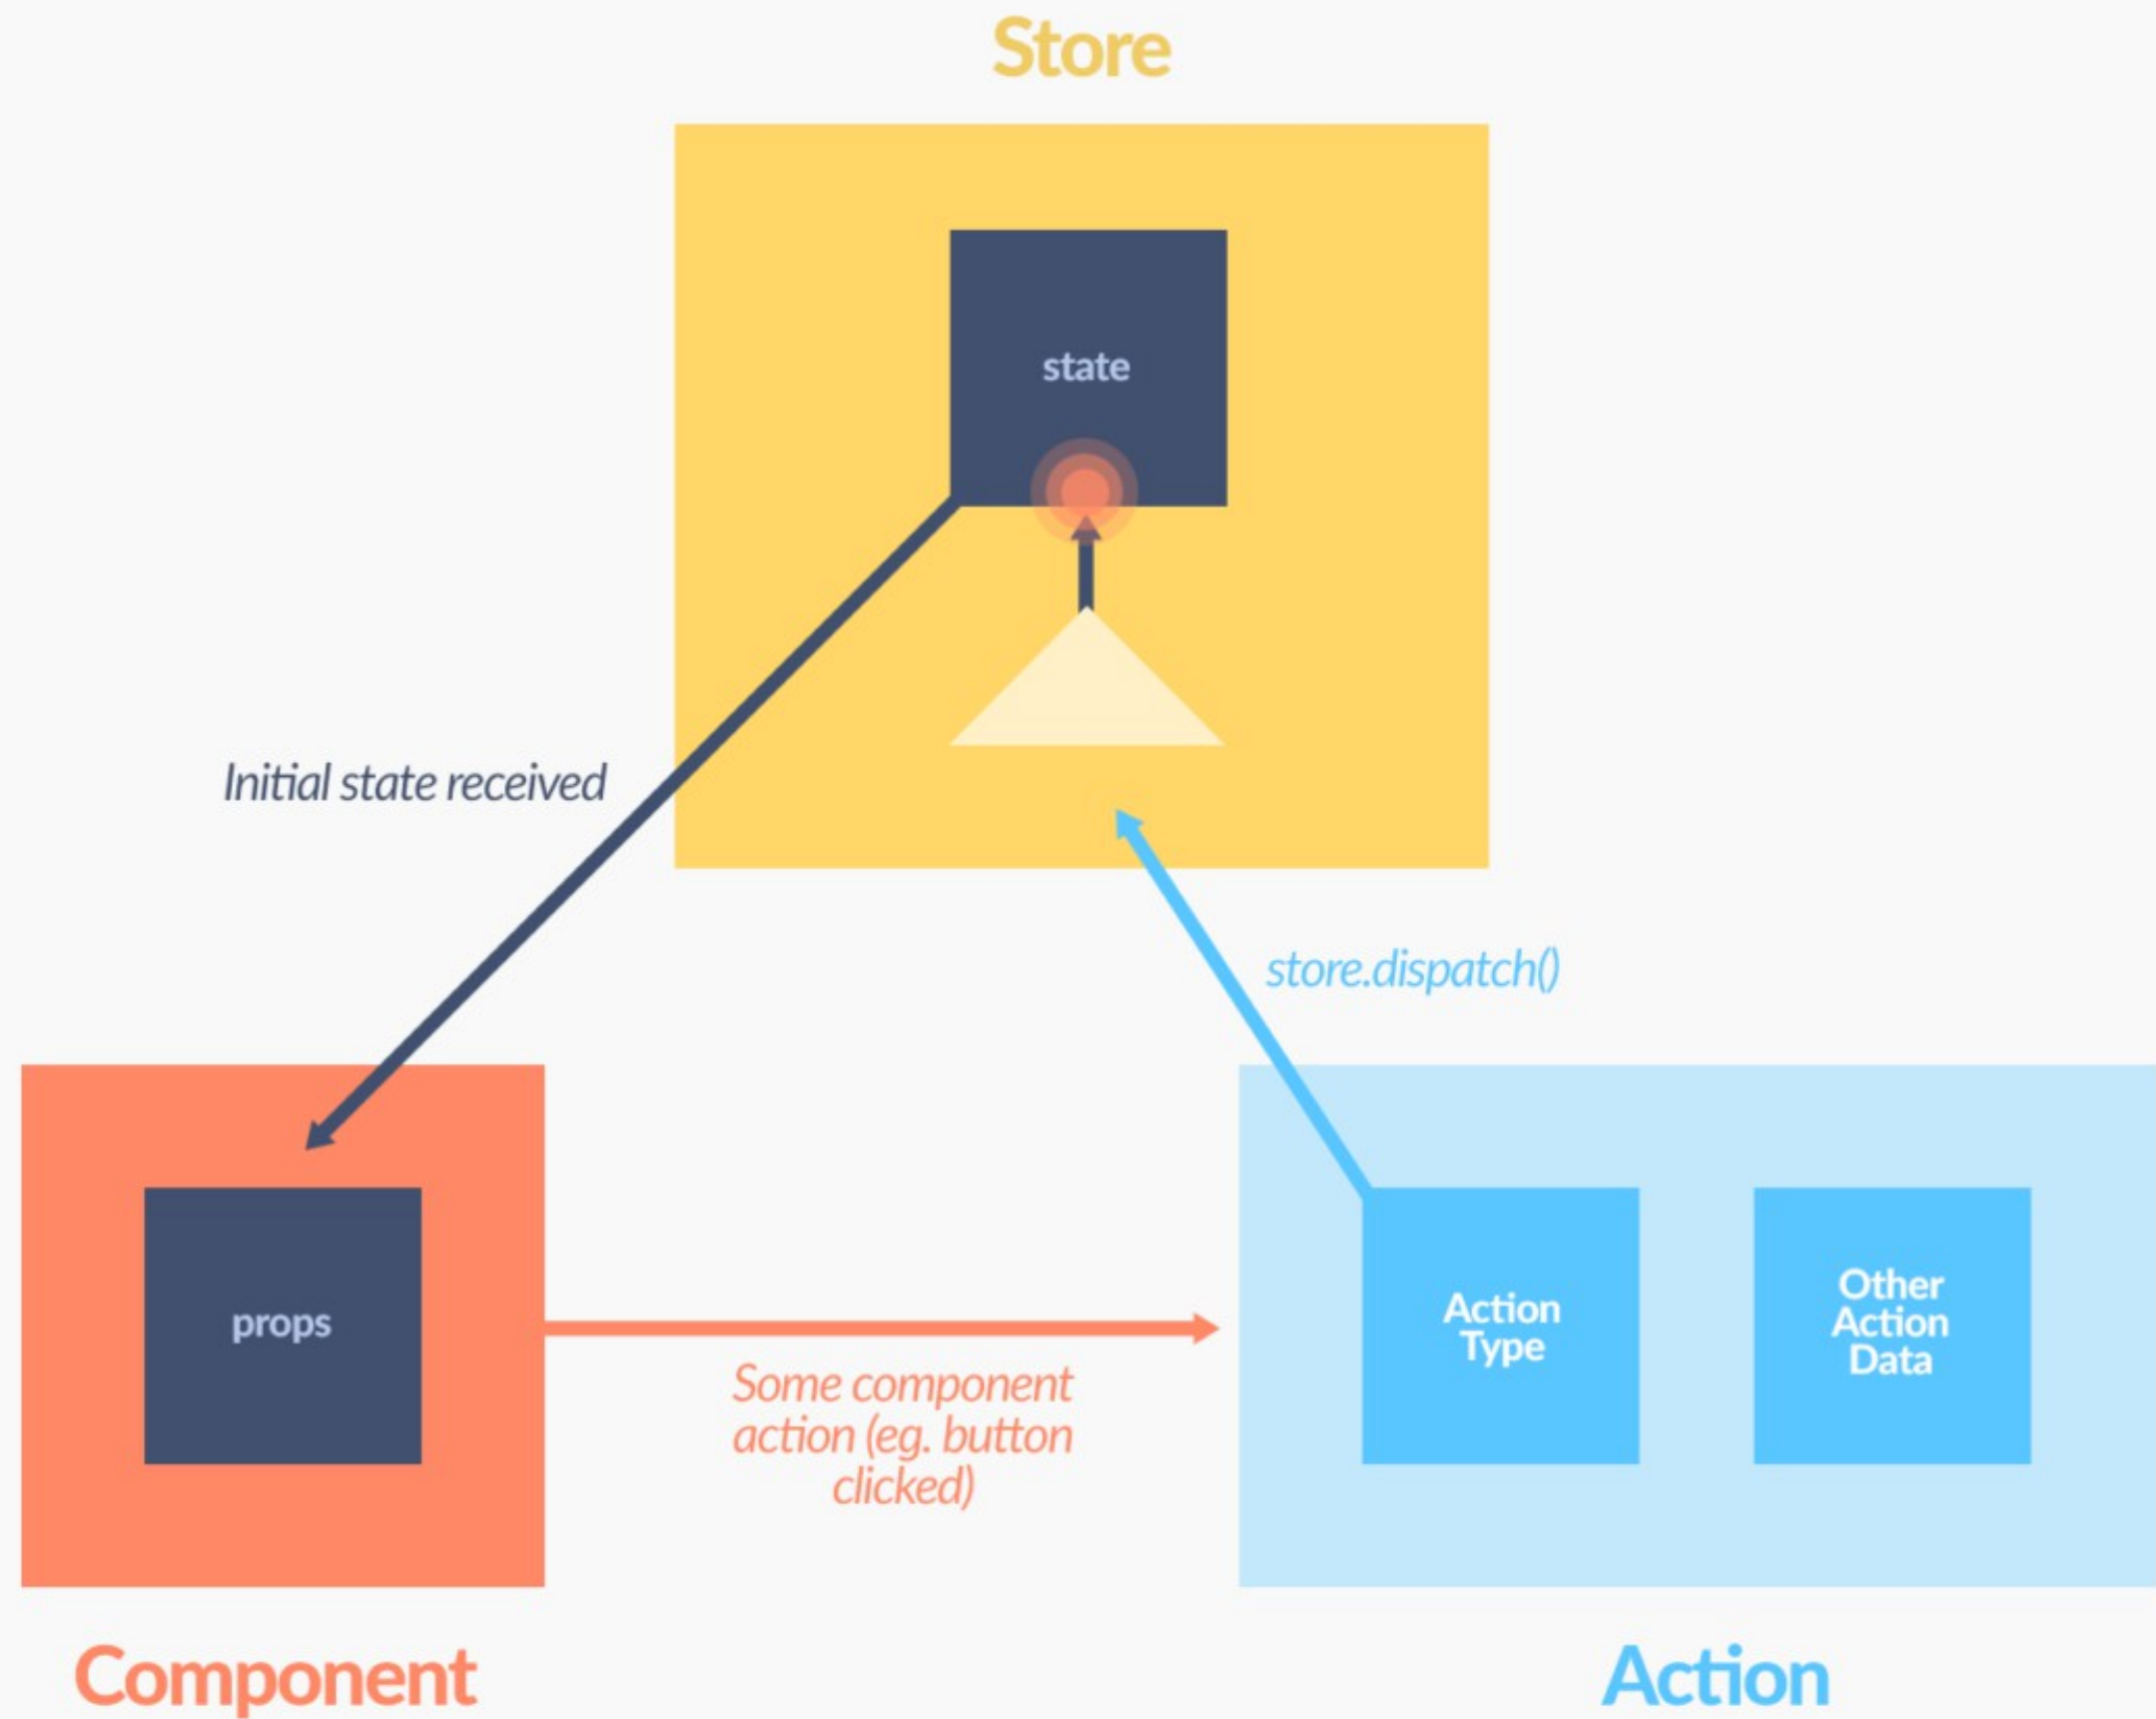 Store
state
Initial state received
store.dispatch()
props
Some component
action (eg. button
clicked)
Action
Type
Other
Action
Data
Component
Action